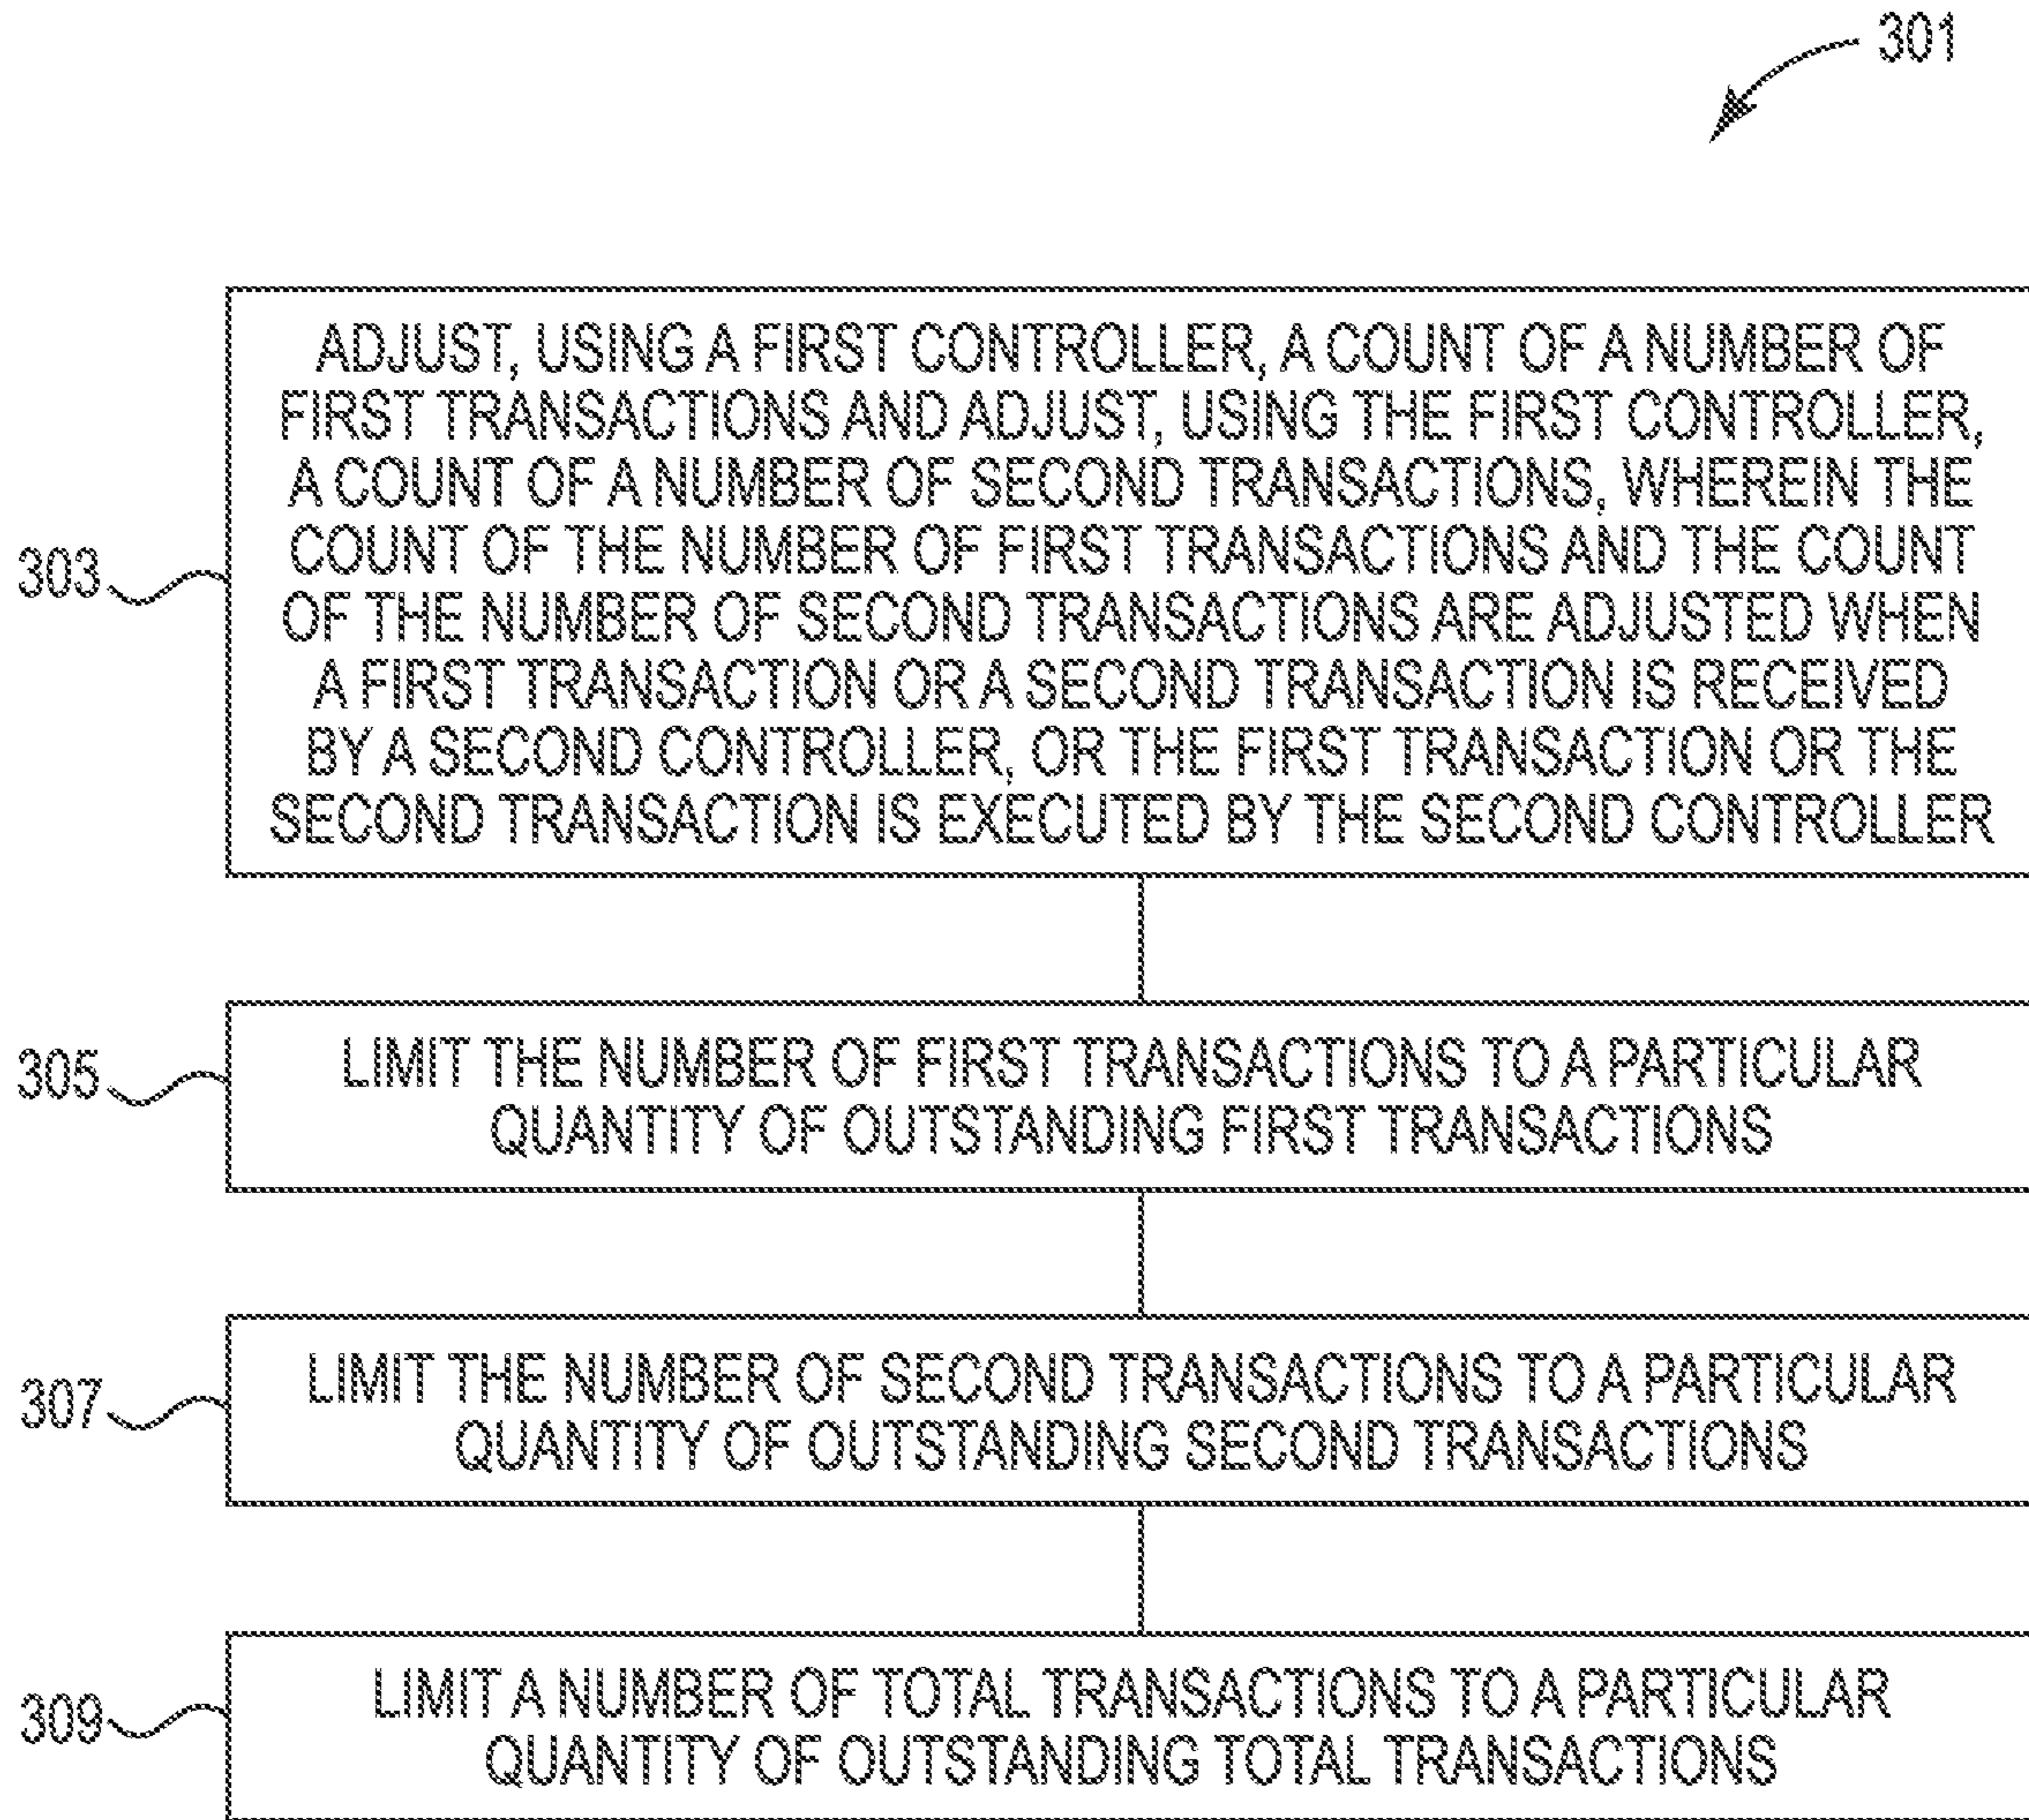 301
ADJUST, USING A FIRST CONTROLLER, A COUNT OF A NUMBER OF
FIRST TRANSACTIONS AND ADJUST, USING THE FIRST CONTROLLER,
A COUNT OF A NUMBER OF SECOND TRANSACTIONS, WHEREIN THE
COUNT OF THE NUMBER OF FIRST TRANSACTIONS AND THE COUNT
OF THE NUMBER OF SECOND TRANSACTIONS ARE ADJUSTED WHEN
A FIRST TRANSACTION OR A SECOND TRANSACTION IS RECEIVED
BY A SECOND CONTROLLER, OR THE FIRST TRANSACTION OR THE
SECOND TRANSACTION IS EXECUTED BY THE SECOND CONTROLLER
303
LIMIT THE NUMBER OF FIRST TRANSACTIONS TO A PARTICULAR
QUANTITY OF OUTSTANDING FIRST TRANSACTIONS
305
LIMIT THE NUMBER OF SECOND TRANSACTIONS TO A PARTICULAR
QUANTITY OF OUTSTANDING SECOND TRANSACTIONS
307
LIMIT A NUMBER OF TOTAL TRANSACTIONS TO A PARTICULAR
QUANTITY OF OUTSTANDING TOTAL TRANSACTIONS
309